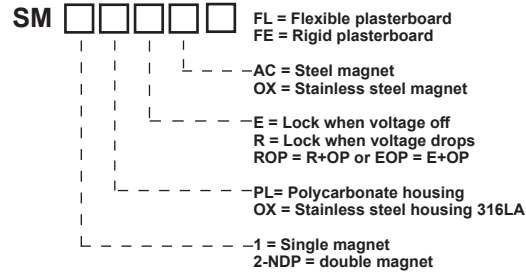 SM
FL = Flexible plasterboard
FE = Rigid plasterboard
AC = Steel magnet
OX = Stainless steel magnet
E = Lock when voltage off
R = Lock when voltage drops
ROP = R+OP or EOP = E+OP
PL= Polycarbonate housing
OX = Stainless steel housing 316LA
1 = Single magnet
2-NDP = double magnet